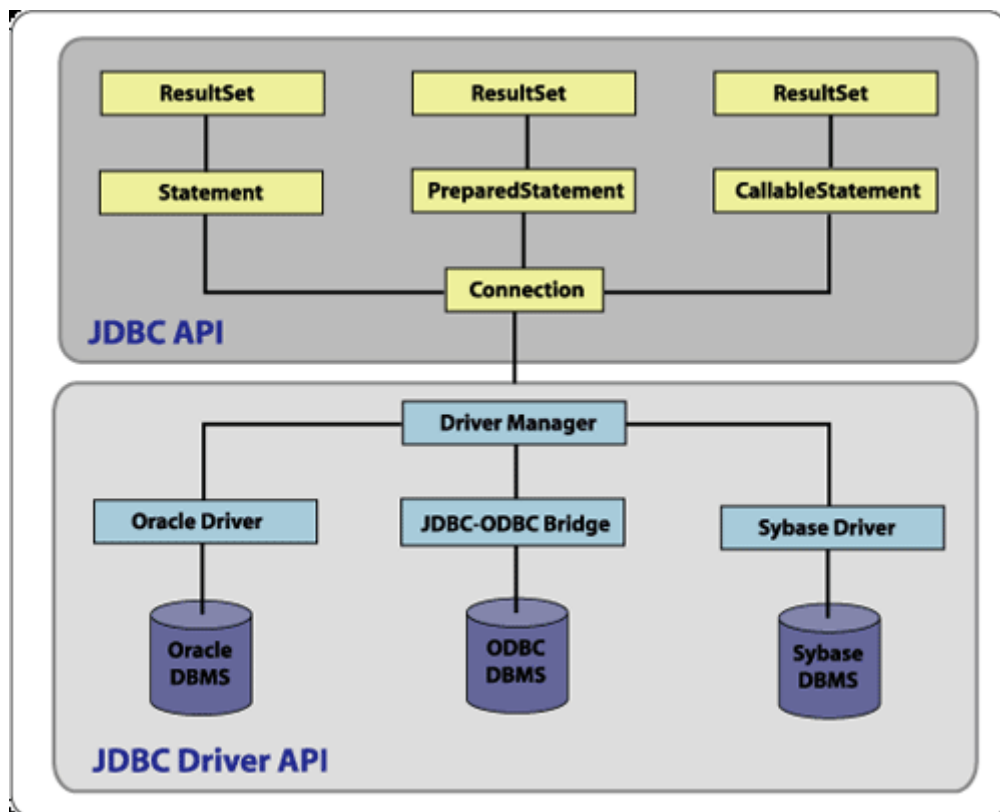 ResultSet
ResultSet
ResultSet
Statement
PreparedStatement
CallableStatement
Connection
JDBC API
Driver Manager
Oracle Driver
JDBC-ODBC Bridge
Sybase Driver
Oracle
DBMS
ODBC
DBMS
Sybase
DBMS
JDBC Driver API